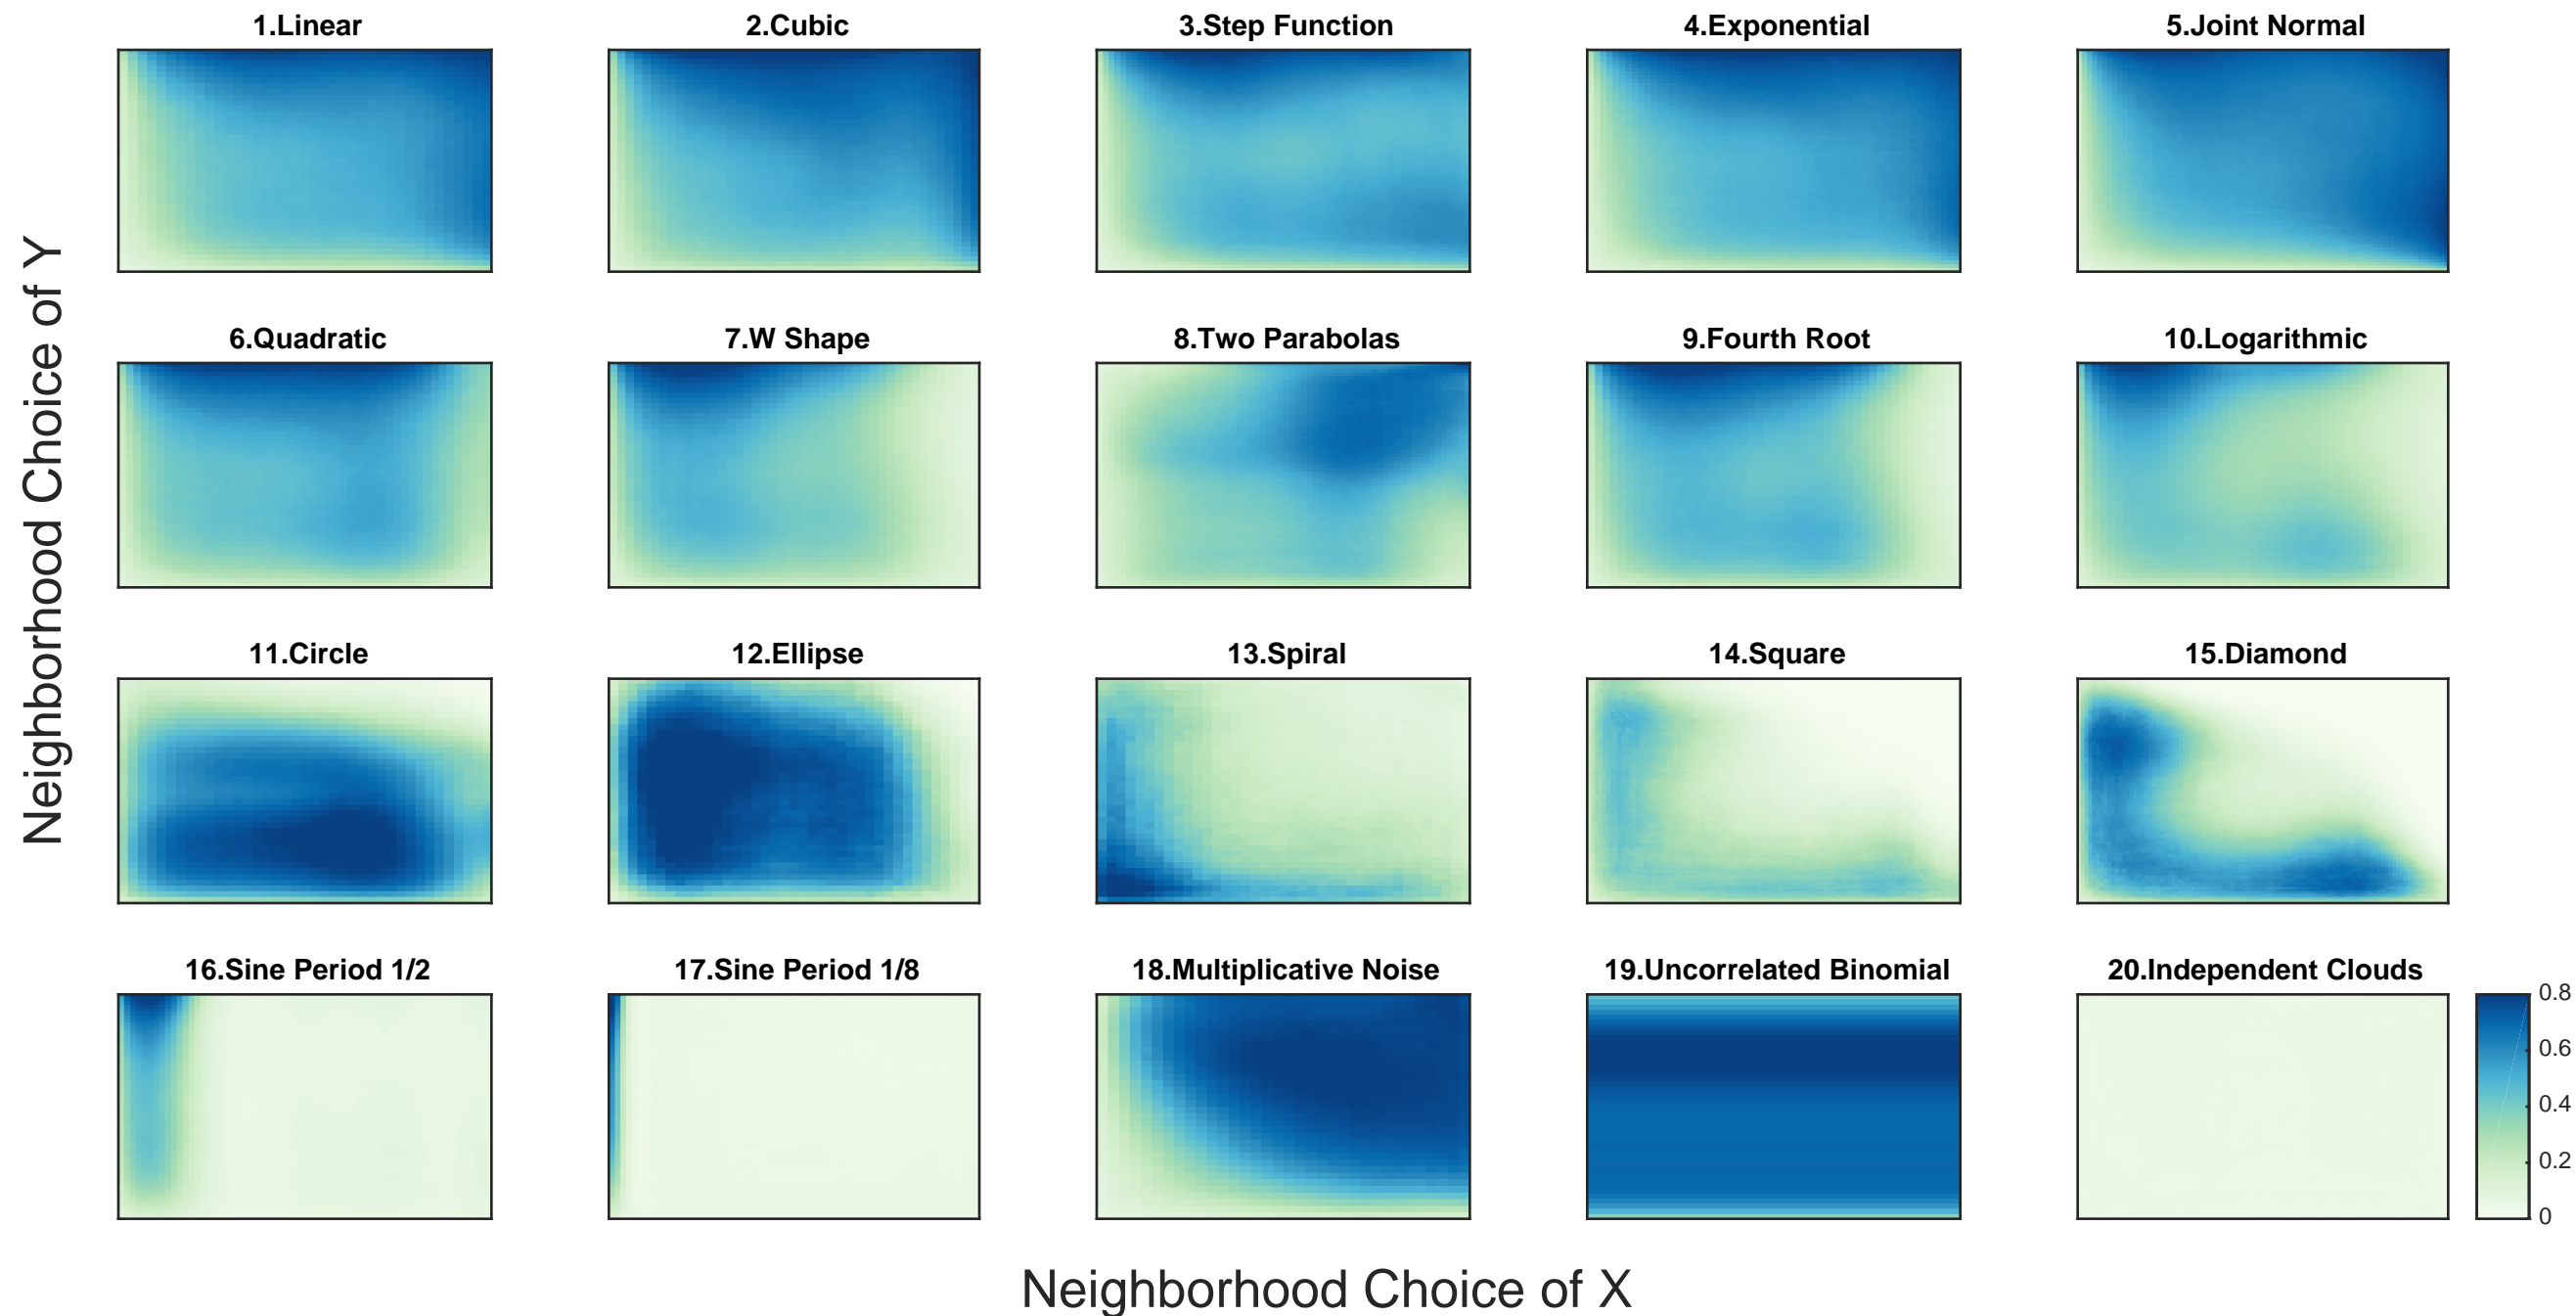 1.Linear
2.Cubic
3.Step Function
4.Exponential
5.Joint Normal
6.Quadratic
7.W Shape
8.Two Parabolas
9.Fourth Root
10.Logarithmic
11.Circle
12.Ellipse
13.Spiral
14.Square
15.Diamond
16.Sine Period 1/2
17.Sine Period 1/8
18.Multiplicative Noise
19.Uncorrelated Binomial
20.Independent Clouds
0.8
0.6
0.4
0.2
0
Neighborhood Choice of Y
Neighborhood Choice of X